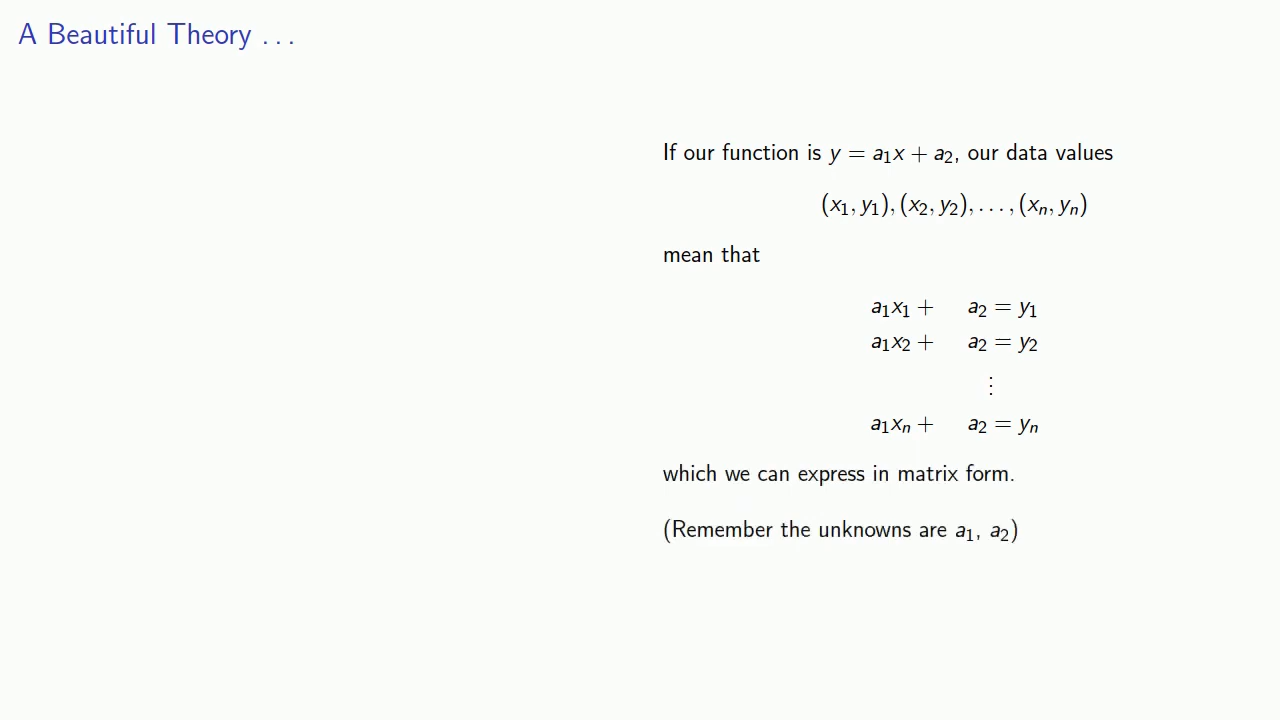 A Beautiful Theory ...
If our function is y = a₁x + a₂, our data values
(x₁, y₁), (x₂, y₂), ..., (xₙ, yₙ)
mean that
a₁x₁ + a₂ = y₁
a₁x₂ + a₂ = y₂
⋮
a₁xₙ + a₂ = yₙ
which we can express in matrix form.
(Remember the unknowns are a₁, a₂)